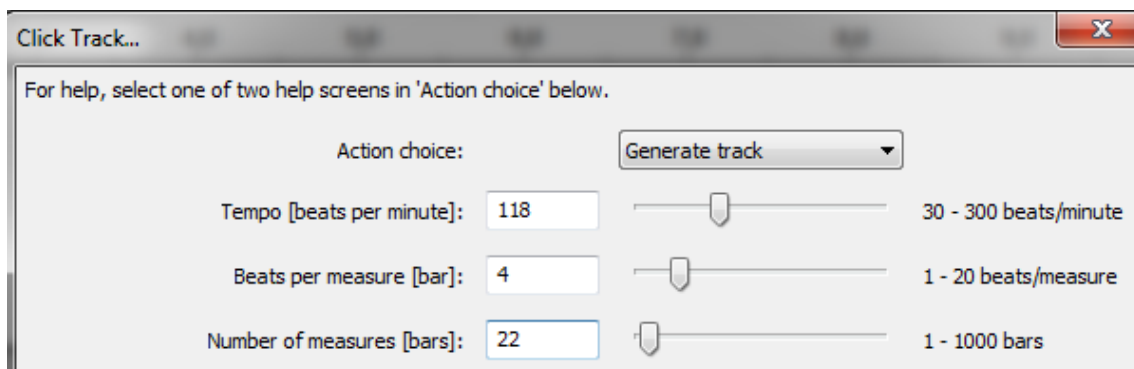 Click Track...
For help, select one of two help screens in 'Action choice' below.
Action choice: Generate track
Tempo [beats per minute]: 118 30 - 300 beats/minute
Beats per measure [bar]: 4 1 - 20 beats/measure
Number of measures [bars]: 22 1 - 1000 bars